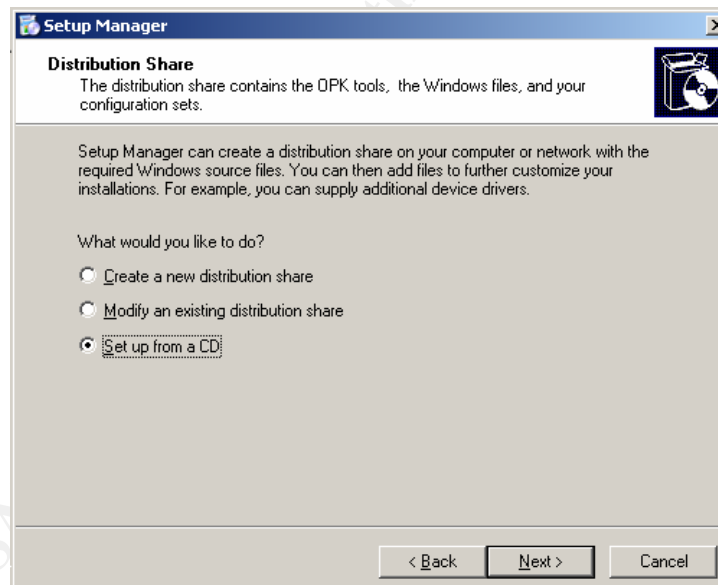 Setup Manager
Distribution Share
The distribution share contains the OPK tools, the Windows files, and your
configuration sets.
Setup Manager can create a distribution share on your computer or network with the
required Windows source files. You can then add files to further customize your
installations. For example, you can supply additional device drivers.
What would you like to do?
Create a new distribution share
Modify an existing distribution share
Set up from a CD
< Back Next > Cancel